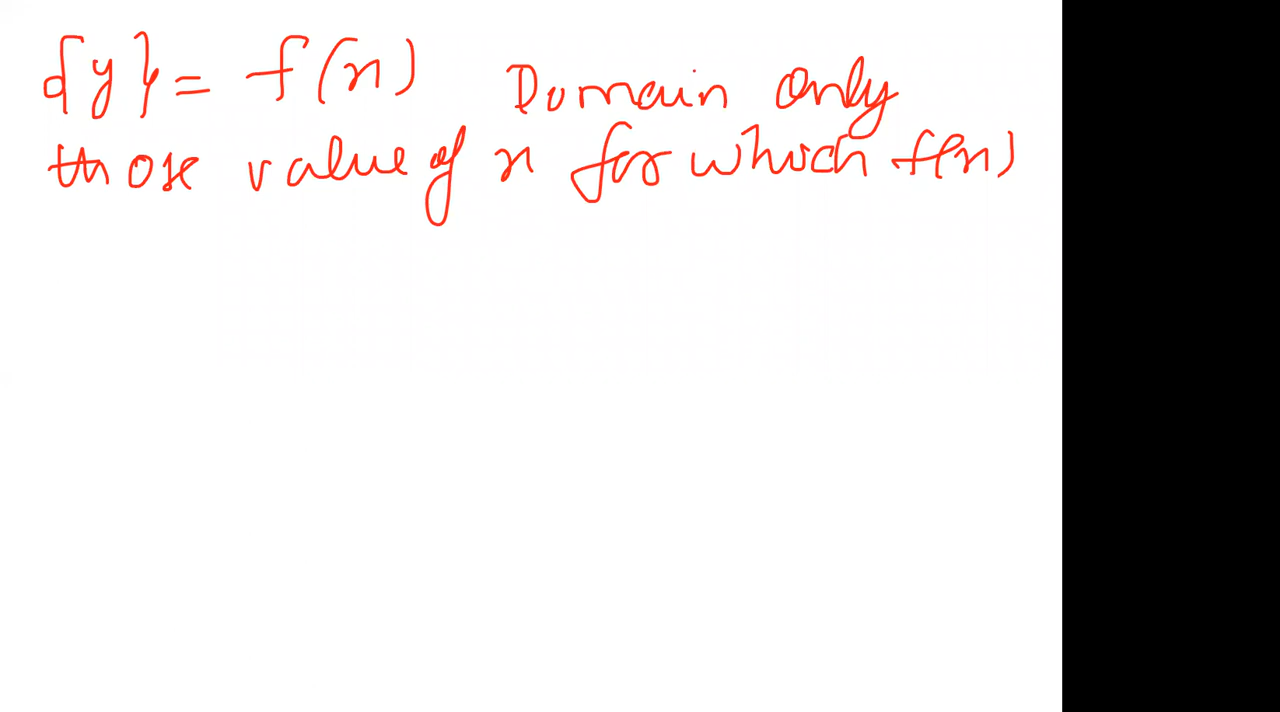 {y} = f(x) Domain only
those value of x for which f(x)